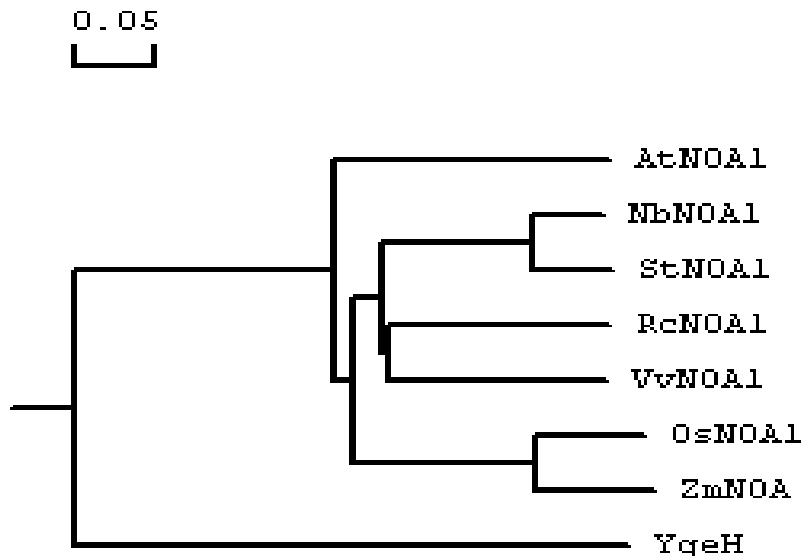 0.05
AtNOA1
NbNOA1
StNOA1
RcNOA1
VvNOA1
OsNOA1
ZmNOA
YqeH